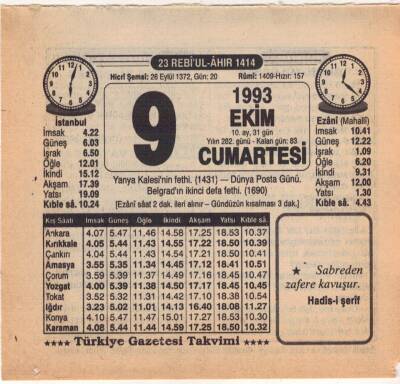 23 REBİ'UL-ÂHIR 1414
Hicrî Şemsî: 26 Eylül 1372, Gün: 20
Rûmî: 1409-Hızır: 157
9
1993
EKİM
10. ay, 31 gün
Yılın 282. günü - Kalan gün: 83
CUMARTESİ
İstanbul
İmsak 4.22
Güneş 6.03
İşrak 6.50
Öğle 12.01
İkindi 15.12
Akşam 17.39
Yatsı 19.09
Kıble sâ. 10.24
Ezânî (Mahallî)
İmsak 10.41
Güneş 12.22
İşrak 1.09
Öğle 6.20
İkindi 9.31
Akşam 12.00
Yatsı 1.30
Kıble sâ. 4.43
Yanya Kalesi'nin fethi. (1431) — Dünya Posta Günü.
Belgrad'ın ikinci defa fethi. (1690)
[Ezânî sâat 2 dak. ileri alınır – Gündüzün kısalması 3 dak.]
Kış Sâati İmsak Güneş Öğle İkindi Akşam Yatsı Kıble sâ.
Ankara 4.07 5.47 11.46 14.58 17.25 18.53 10.37
Kırıkkale 4.05 5.44 11.43 14.55 17.22 18.50 10.39
Çankırı 4.04 5.44 11.43 14.54 17.21 18.50 10.41
Amasya 3.55 5.35 11.34 14.45 17.12 18.41 10.51
Çorum 3.59 5.39 11.37 14.49 17.16 18.45 10.47
Yozgat 4.00 5.39 11.38 14.50 17.17 18.45 10.45
Tokat 3.52 5.32 11.31 14.42 17.10 18.38 10.54
Iğdır 3.23 5.02 11.01 14.13 16.40 18.08 11.27
Konya 4.10 5.47 11.47 15.01 17.27 18.53 10.30
Karaman 4.08 5.44 11.44 14.59 17.25 18.50 10.32
★ Sabreden
zafere kavuşur.
Hadîs-i şerîf
★★★★ Türkiye Gazetesi Takvimi ★★★★